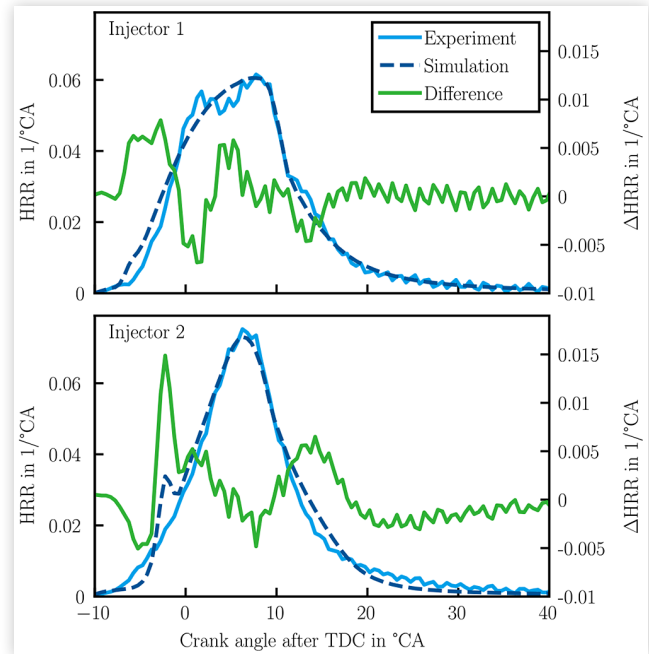 Injector 1
Experiment
Simulation
Difference
HRR in 1/°CA
0.06
0.04
0.02
0
0.015
0.010
0.005
0
-0.005
-0.01
ΔHRR in 1/°CA
Injector 2
HRR in 1/°CA
0.06
0.04
0.02
0
0.015
0.010
0.005
0
-0.005
-0.01
ΔHRR in 1/°CA
−10 0 10 20 30 40
Crank angle after TDC in °CA